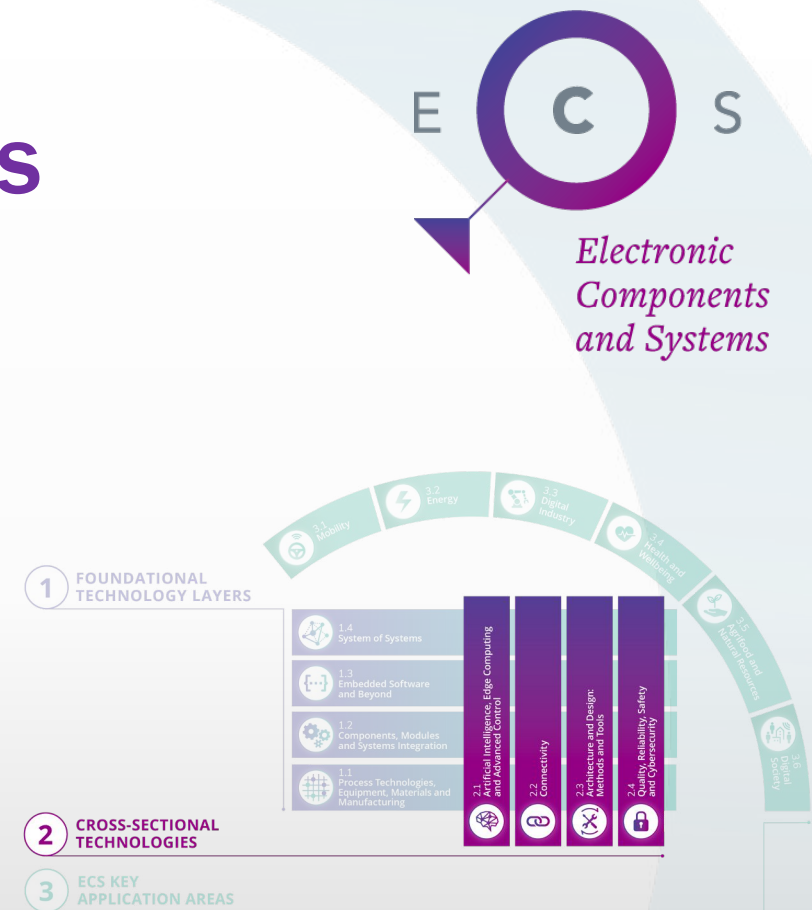 s
E C S
Electronic
Components
and Systems
3.1
Mobility
3.2
Energy
3.3
Digital
Industry
3.4
Health and
Wellbeing
3.5
Agrifood and
Natural Resources
3.6
Digital
Society
1
FOUNDATIONAL
TECHNOLOGY LAYERS
1.4
System of Systems
1.3
Embedded Software
and Beyond
1.2
Components, Modules
and Systems Integration
1.1
Process Technologies,
Equipment, Materials and
Manufacturing
2.1
Artificial Intelligence, Edge Computing
and Advanced Control
2.2
Connectivity
2.3
Architecture and Design:
Methods and Tools
2.4
Quality, Reliability, Safety
and Cybersecurity
2
CROSS-SECTIONAL
TECHNOLOGIES
3
ECS KEY
APPLICATION AREAS